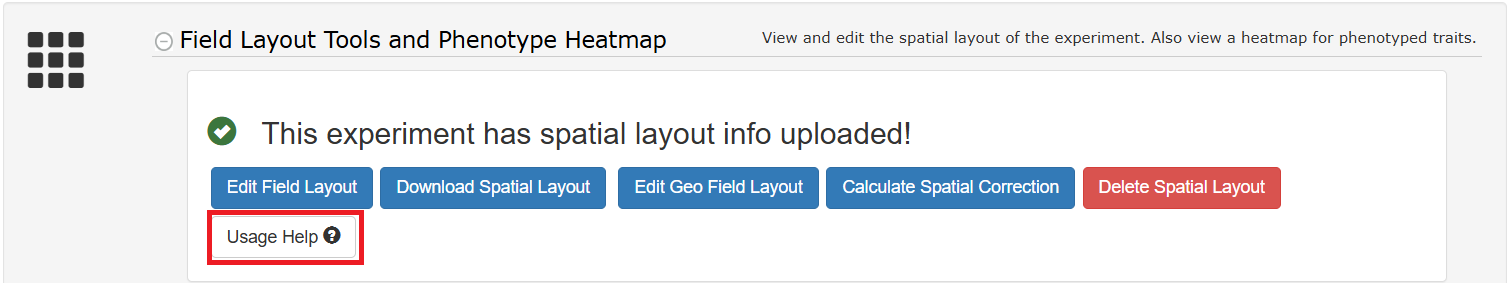 Field Layout Tools and Phenotype Heatmap
View and edit the spatial layout of the experiment. Also view a heatmap for phenotyped traits.
This experiment has spatial layout info uploaded!
Edit Field Layout Download Spatial Layout Edit Geo Field Layout Calculate Spatial Correction Delete Spatial Layout
Usage Help ?